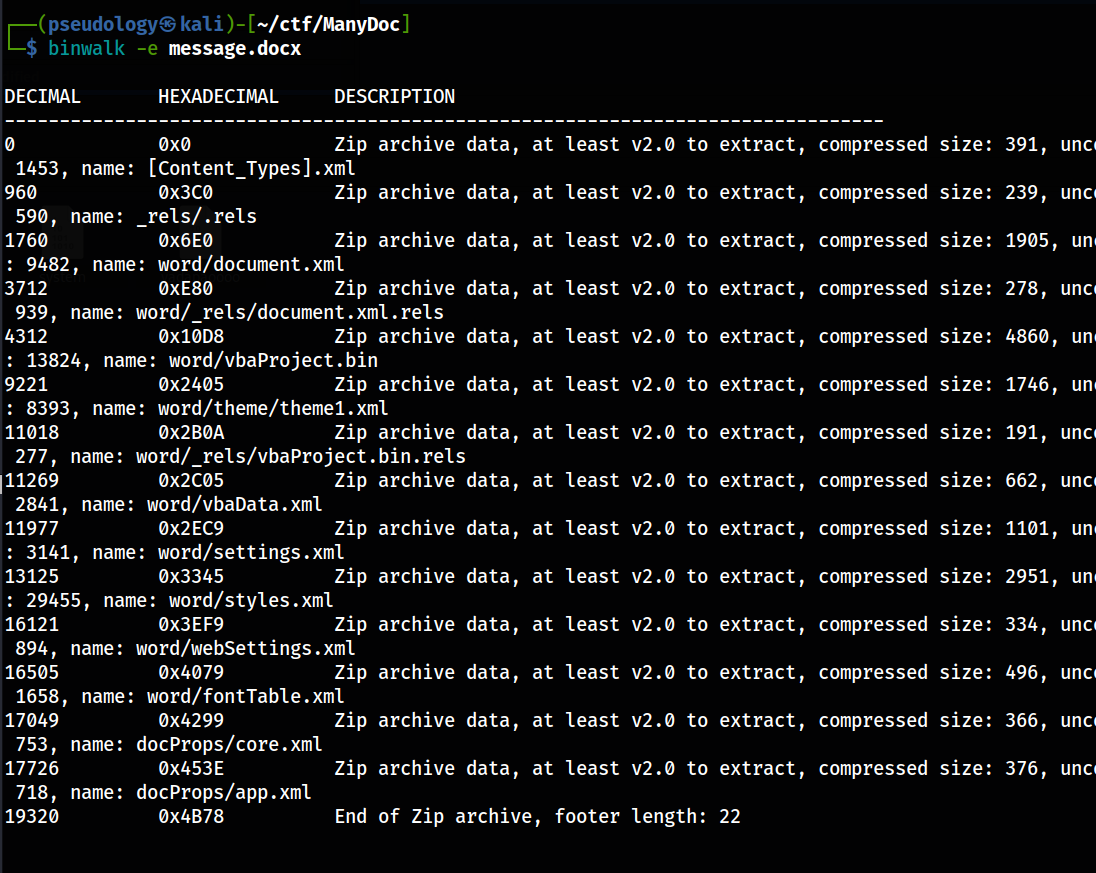 ┌──(pseudology㉿kali)-[~/ctf/ManyDoc]
└─$ binwalk -e message.docx
DECIMAL       HEXADECIMAL     DESCRIPTION
--------------------------------------------------------------------------------
0             0x0             Zip archive data, at least v2.0 to extract, compressed size: 391, unc
 1453, name: [Content_Types].xml
960           0x3C0           Zip archive data, at least v2.0 to extract, compressed size: 239, unc
 590, name: _rels/.rels
1760          0x6E0           Zip archive data, at least v2.0 to extract, compressed size: 1905, un
: 9482, name: word/document.xml
3712          0xE80           Zip archive data, at least v2.0 to extract, compressed size: 278, unc
 939, name: word/_rels/document.xml.rels
4312          0x10D8          Zip archive data, at least v2.0 to extract, compressed size: 4860, un
: 13824, name: word/vbaProject.bin
9221          0x2405          Zip archive data, at least v2.0 to extract, compressed size: 1746, un
: 8393, name: word/theme/theme1.xml
11018         0x2B0A          Zip archive data, at least v2.0 to extract, compressed size: 191, unc
 277, name: word/_rels/vbaProject.bin.rels
11269         0x2C05          Zip archive data, at least v2.0 to extract, compressed size: 662, unc
 2841, name: word/vbaData.xml
11977         0x2EC9          Zip archive data, at least v2.0 to extract, compressed size: 1101, un
: 3141, name: word/settings.xml
13125         0x3345          Zip archive data, at least v2.0 to extract, compressed size: 2951, un
: 29455, name: word/styles.xml
16121         0x3EF9          Zip archive data, at least v2.0 to extract, compressed size: 334, unc
 894, name: word/webSettings.xml
16505         0x4079          Zip archive data, at least v2.0 to extract, compressed size: 496, unc
 1658, name: word/fontTable.xml
17049         0x4299          Zip archive data, at least v2.0 to extract, compressed size: 366, unc
 753, name: docProps/core.xml
17726         0x453E          Zip archive data, at least v2.0 to extract, compressed size: 376, unc
 718, name: docProps/app.xml
19320         0x4B78          End of Zip archive, footer length: 22